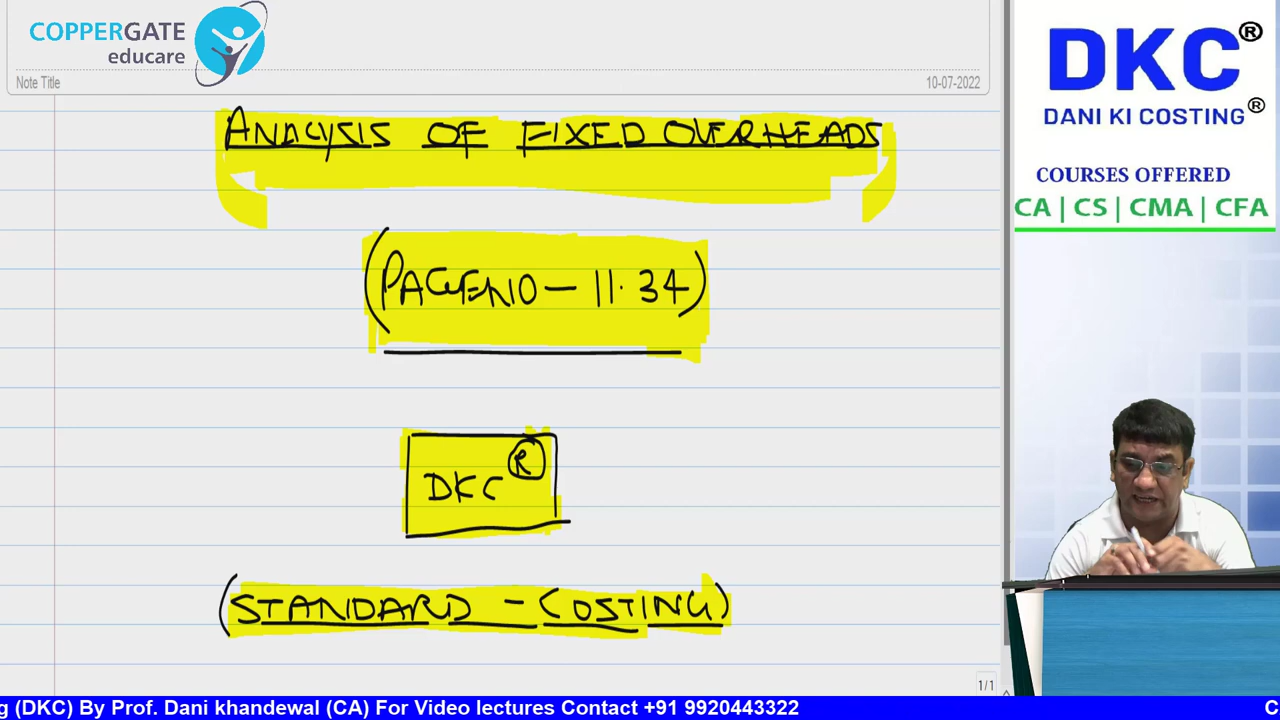 COPPERGATE
educare
Note Title
10-07-2022
ANALYSIS OF FIXED OVERHEADS
(PAGE NO - 11.34)
DKC ®
(STANDARD - COSTING)
1/1
DKC®
DANI KI COSTING®
COURSES OFFERED
CA | CS | CMA | CFA
g (DKC) By Prof. Dani khandewal (CA) For Video lectures Contact +91 9920443322
C